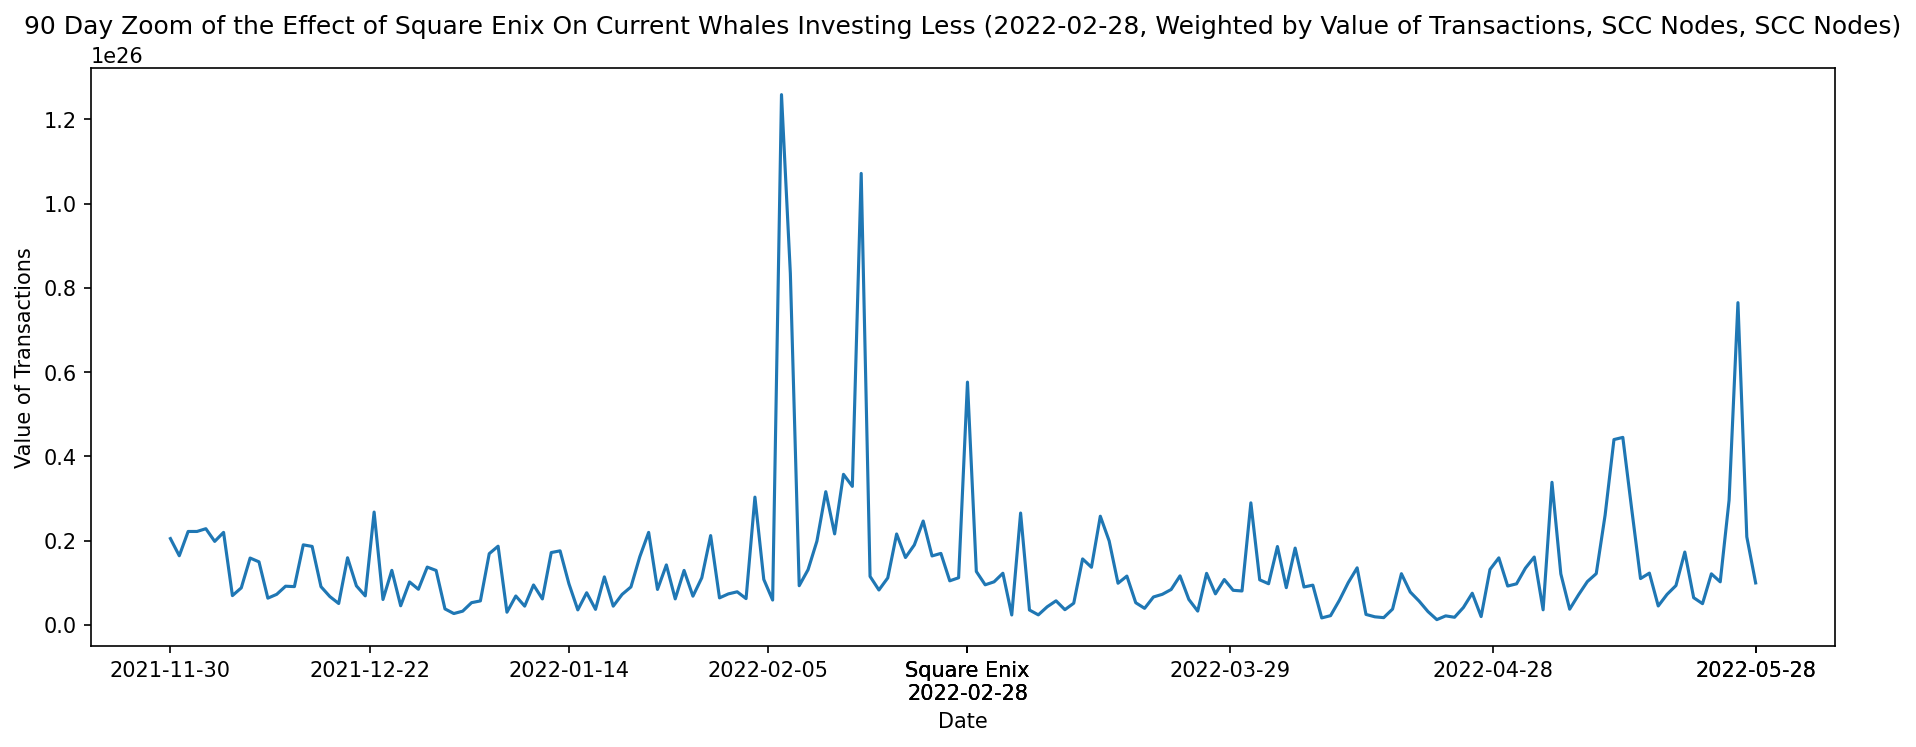 90 Day Zoom of the Effect of Square Enix On Current Whales Investing Less (2022-02-28, Weighted by Value of Transactions, SCC Nodes, SCC Nodes)
1e26
1.2
1.0
0.8
0.6
0.4
0.2
0.0
Value of Transactions
2021-11-30 2021-12-22 2022-01-14 2022-02-05 Square Enix 2022-03-29 2022-04-28 2022-05-28
2022-02-28
Date